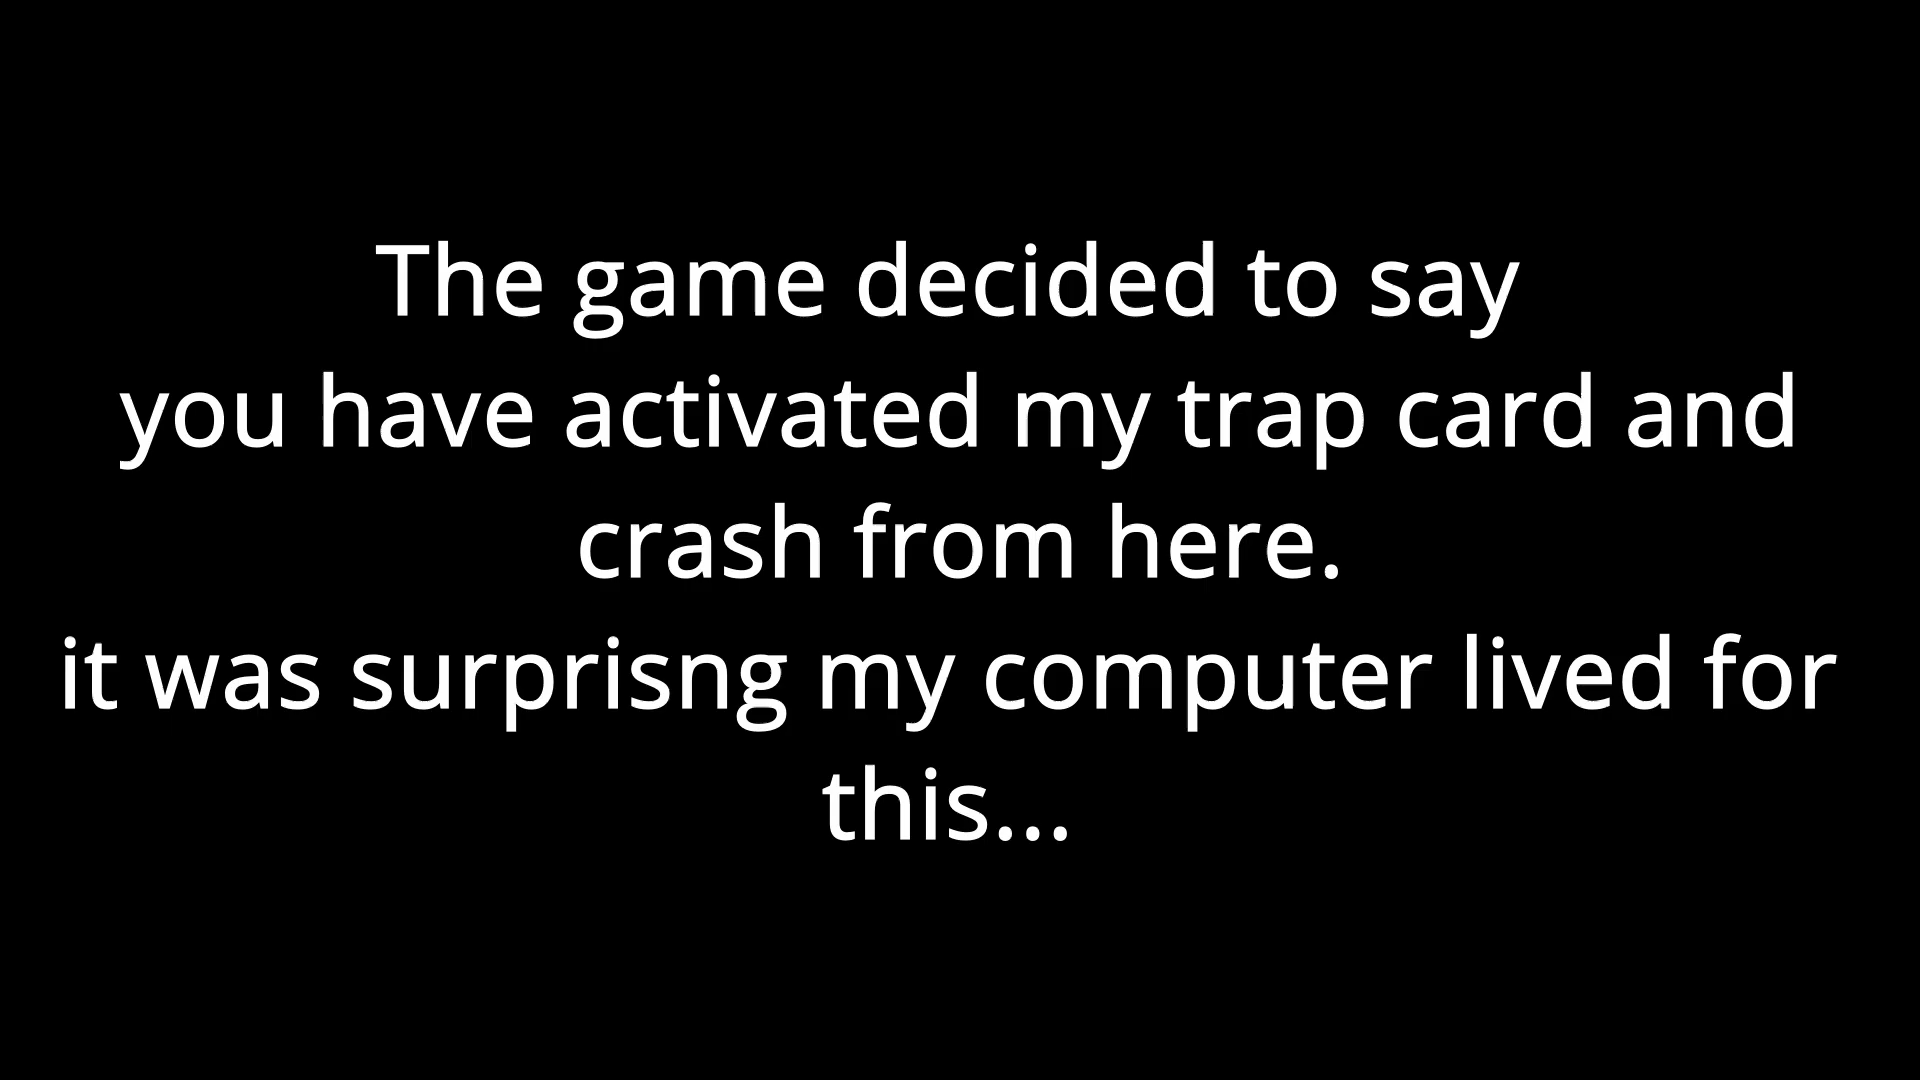 The game decided to say
you have activated my trap card and
crash from here.
it was surprisng my computer lived for
this...